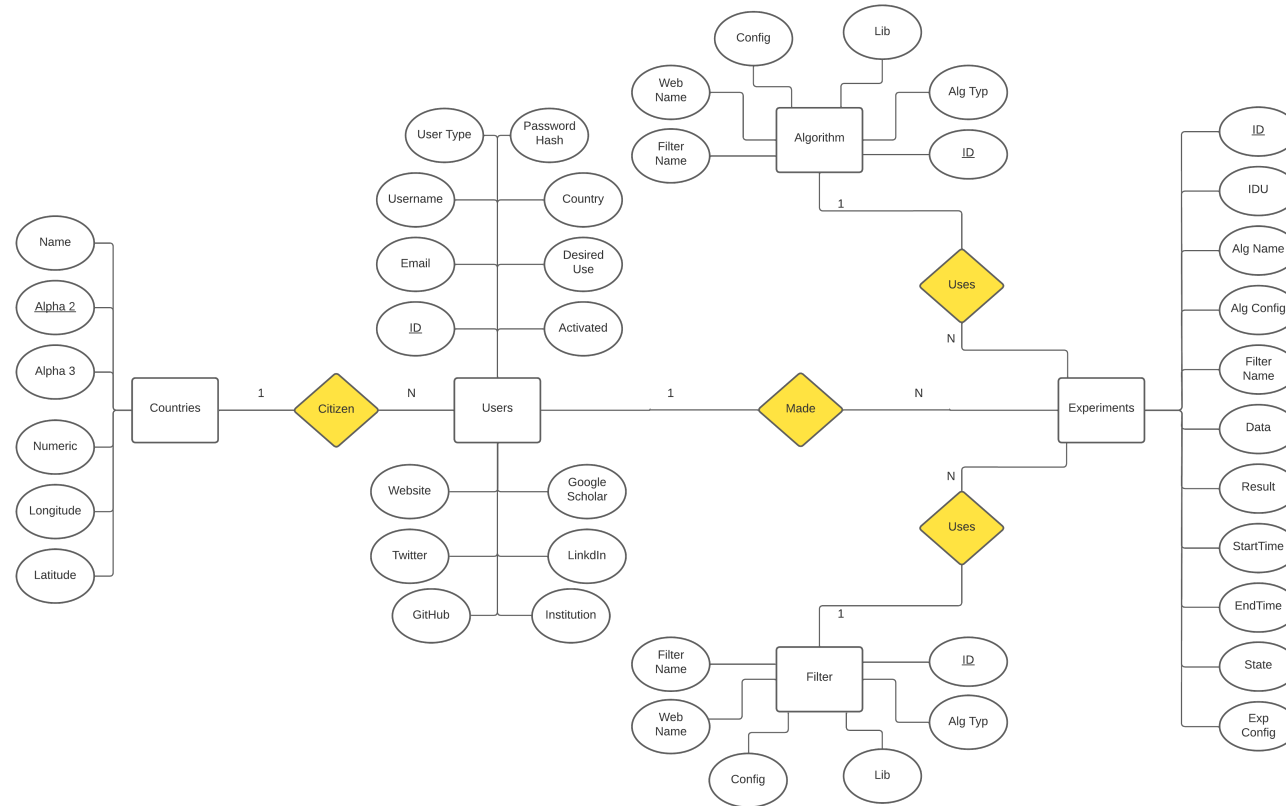 Config
Lib
Web
Name
Alg Typ
Algorithm
Filter
Name
ID
1
Uses
N
User Type
Password
Hash
Username
Country
Email
Desired
Use
ID
Activated
Name
Alpha 2
Alpha 3
Numeric
Longitude
Latitude
Countries
1
Citizen
N
Users
1
Made
N
Experiments
Website
Google
Scholar
Twitter
LinkdIn
GitHub
Institution
N
Uses
1
Filter
Name
ID
Filter
Web
Name
Alg Typ
Config
Lib
ID
IDU
Alg Name
Alg Config
Filter
Name
Data
Result
StartTime
EndTime
State
Exp
Config